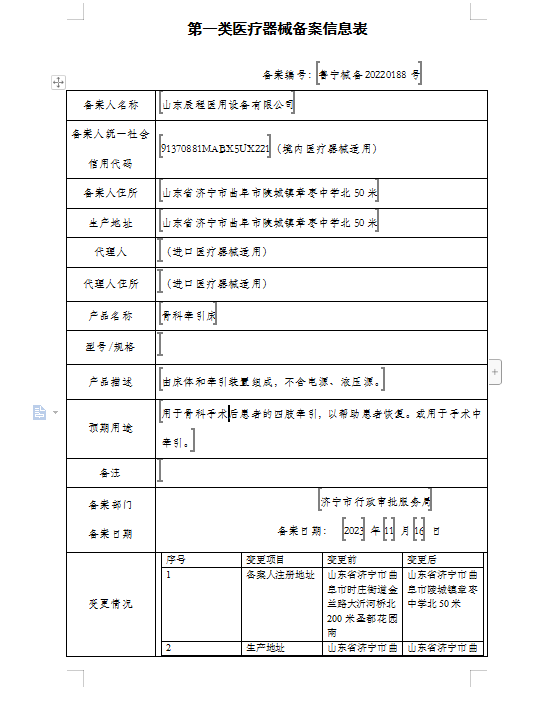 第一类医疗器械备案信息表
备案编号：鲁宁械备20220188号
备案人名称 山东晟程医用设备有限公司
备案人统一社会
信用代码
91370881MABX5UX221（境内医疗器械适用）
备案人住所 山东省济宁市曲阜市陵城镇章枣中学北50米
生产地址 山东省济宁市曲阜市陵城镇章枣中学北50米
代理人 （进口医疗器械适用）
代理人住所 （进口医疗器械适用）
产品名称 骨科牵引床
型号/规格
产品描述 由床体和牵引装置组成，不含电源、液压源。
预期用途
用于骨科手术后患者的四肢牵引，以帮助患者恢复。或用于手术中
牵引。
备注
备案部门 济宁市行政审批服务局
备案日期 备案日期： 2023 年 11 月 16 日
变更情况
序号 变更项目 变更前 变更后
1 备案人注册地址
山东省济宁市曲
阜市时庄街道金
兰路大沂河桥北
200米圣都花园
南
山东省济宁市曲
阜市陵城镇章枣
中学北50米
2 生产地址 山东省济宁市曲 山东省济宁市曲